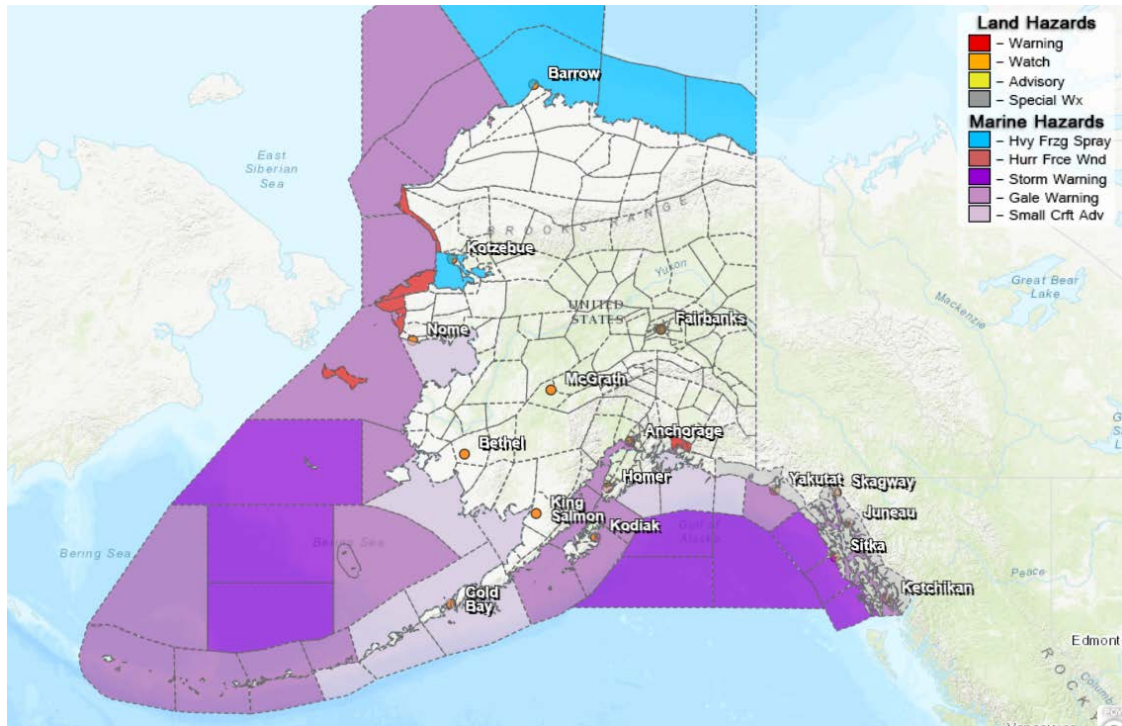 Land Hazards
– Warning
– Watch
– Advisory
– Special Wx
Marine Hazards
– Hvy Frzg Spray
– Hurr Frce Wnd
– Storm Warning
– Gale Warning
– Small Crft Adv
Barrow
East
Siberian
Sea
BROOKS RANGE
Kotzebue
Great Bear
Lake
Yukon
Mackenzie
UNITED
STATES
Fairbanks
Nome
McGrath
Anchorage
Bethel
Homer
Yakutat
Skagway
King
Salmon
Juneau
Kodiak
Gulf of
Alaska
Bering Sea
Bering Sea
Sitka
Peace
Gold
Bay
Ketchikan
Edmont